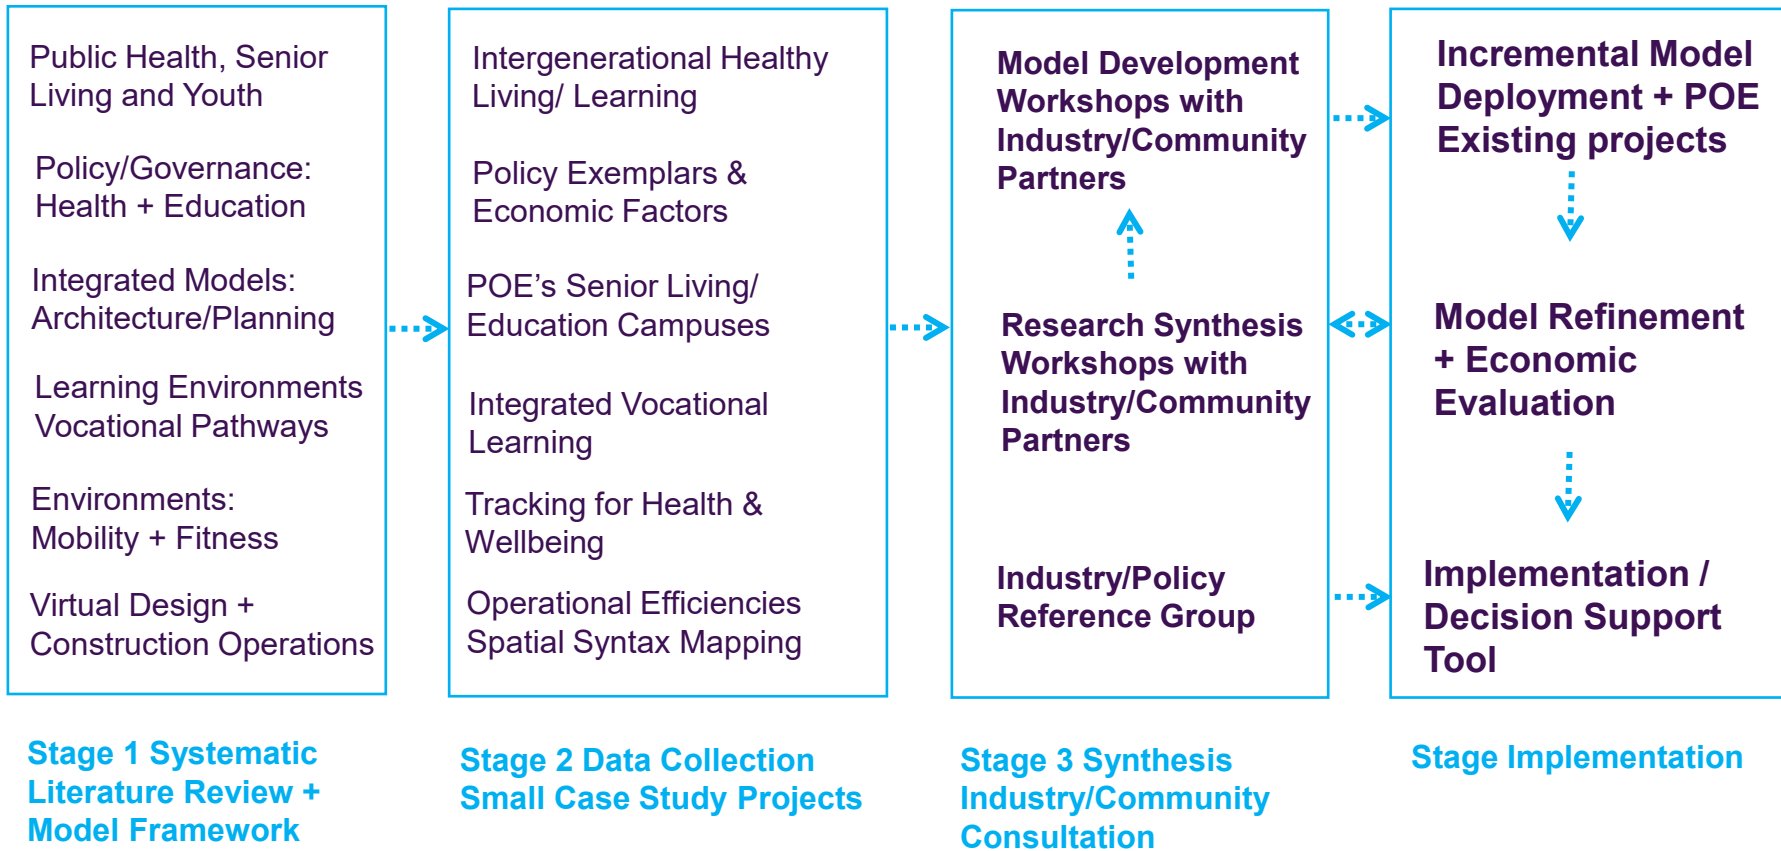 Public Health, Senior
Living and Youth
Policy/Governance:
Health + Education
Integrated Models:
Architecture/Planning
Learning Environments
Vocational Pathways
Environments:
Mobility + Fitness
Virtual Design +
Construction Operations
Stage 1 Systematic
Literature Review +
Model Framework
Intergenerational Healthy
Living/ Learning
Policy Exemplars &
Economic Factors
POE’s Senior Living/
Education Campuses
Integrated Vocational
Learning
Tracking for Health &
Wellbeing
Operational Efficiencies
Spatial Syntax Mapping
Stage 2 Data Collection
Small Case Study Projects
Model Development
Workshops with
Industry/Community
Partners
Research Synthesis
Workshops with
Industry/Community
Partners
Industry/Policy
Reference Group
Stage 3 Synthesis
Industry/Community
Consultation
Incremental Model
Deployment + POE
Existing projects
Model Refinement
+ Economic
Evaluation
Implementation /
Decision Support
Tool
Stage Implementation